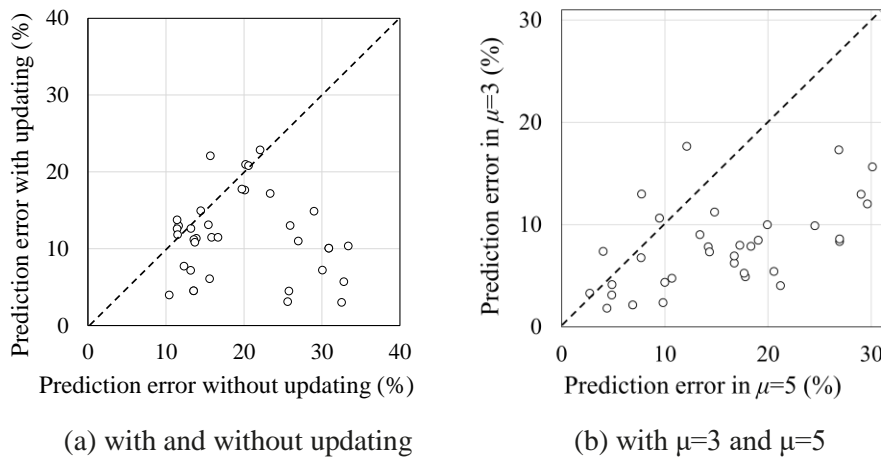 Prediction error with updating (%)
40
30
20
10
0
0 10 20 30 40
Prediction error without updating (%)
(a) with and without updating
Prediction error in μ=3 (%)
30
20
10
0
0 10 20 30
Prediction error in μ=5 (%)
(b) with μ=3 and μ=5